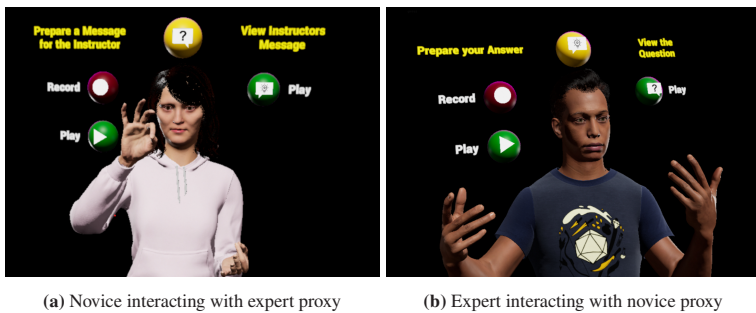 Prepare a Message
for the Instructor
View Instructors
Message
?
Record
Play
Play
(a) Novice interacting with expert proxy
Prepare your Answer
View the
Question
Record
?
Play
Play
(b) Expert interacting with novice proxy